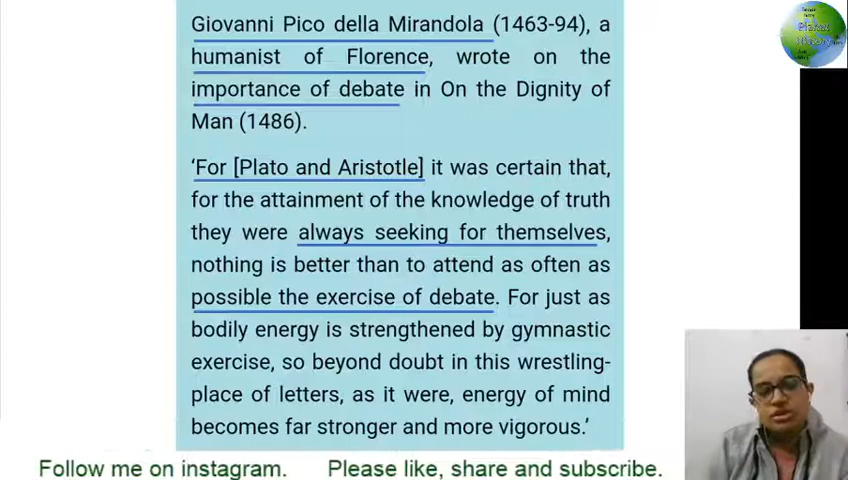 Giovanni Pico della Mirandola (1463-94), a
humanist of Florence, wrote on the
importance of debate in On the Dignity of
Man (1486).
‘For [Plato and Aristotle] it was certain that,
for the attainment of the knowledge of truth
they were always seeking for themselves,
nothing is better than to attend as often as
possible the exercise of debate. For just as
bodily energy is strengthened by gymnastic
exercise, so beyond doubt in this wrestling-
place of letters, as it were, energy of mind
becomes far stronger and more vigorous.’
Follow me on instagram. Please like, share and subscribe.